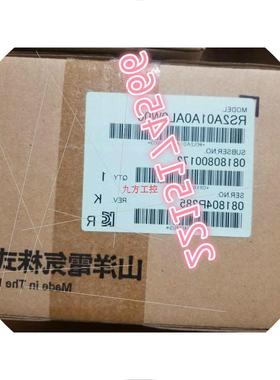 MODEL
SUBSER.NO.
08180800172
QTY 1
九方工控
SER.NO.
REV. K
R
山洋電気株式
Made in The